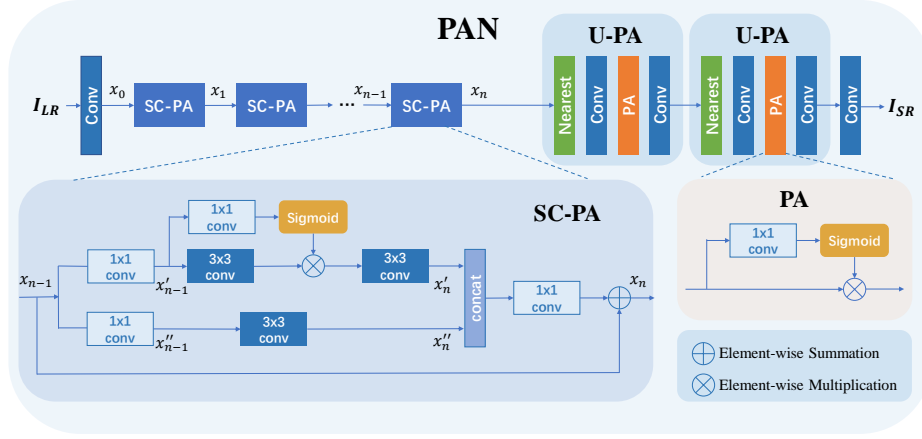 PAN
U-PA
U-PA
I_LR
Conv
x_0
SC-PA
x_1
SC-PA
...
x_{n-1}
SC-PA
x_n
Nearest
Conv
PA
Conv
Nearest
Conv
PA
Conv
Conv
I_SR
SC-PA
1x1
conv
Sigmoid
x_{n-1}
1x1
conv
x'_{n-1}
3x3
conv
3x3
conv
x'_n
concat
1x1
conv
x_n
1x1
conv
x''_{n-1}
3x3
conv
x''_n
PA
1x1
conv
Sigmoid
Element-wise Summation
Element-wise Multiplication